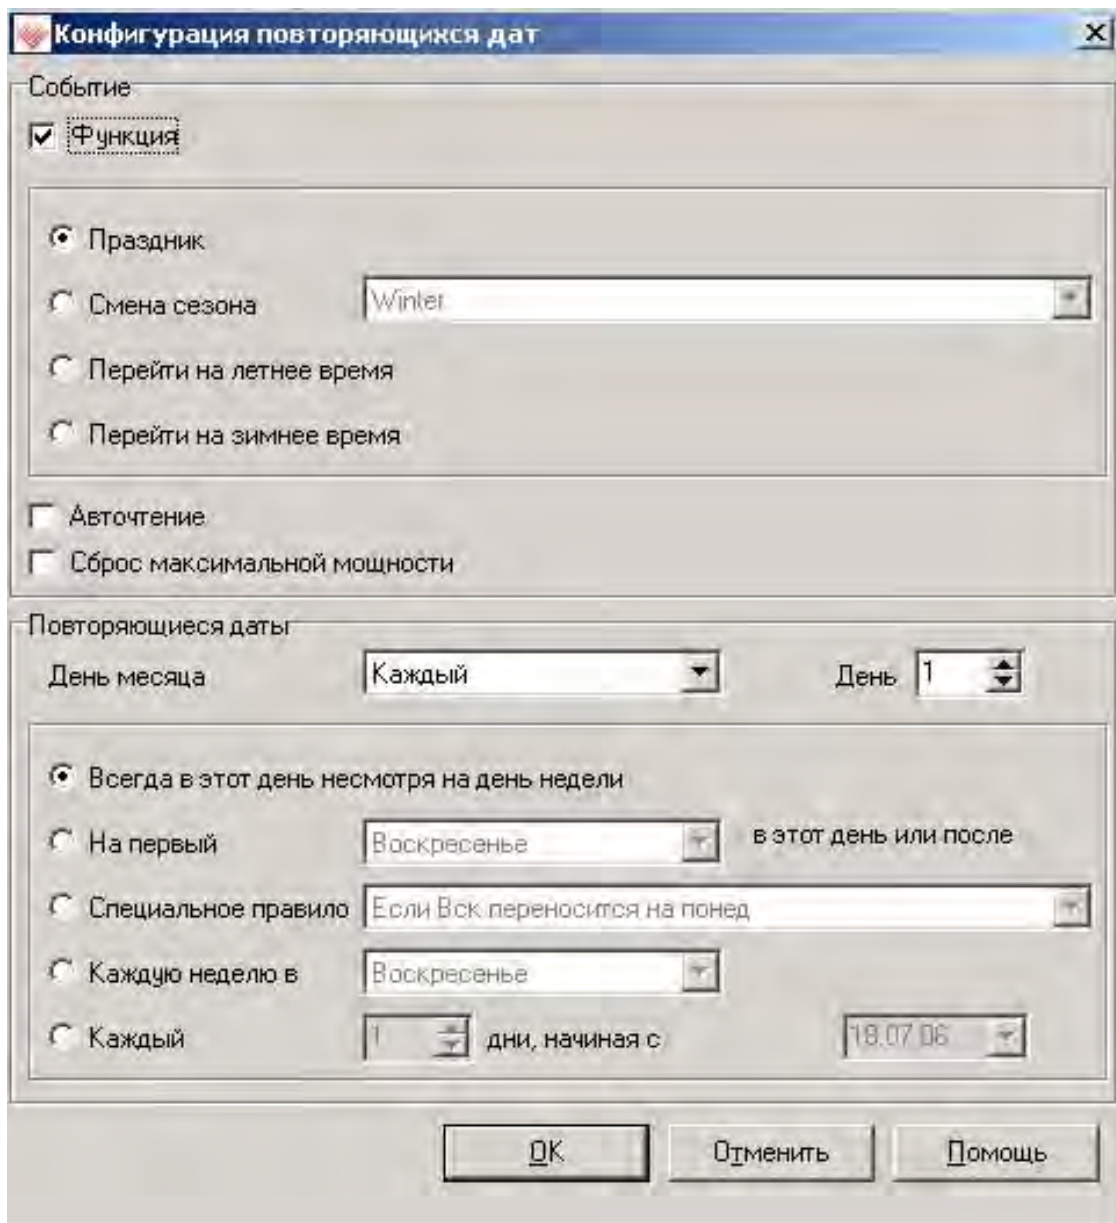 Конфигурация повторяющихся дат
Событие
Функция
Праздник
Смена сезона Winter
Перейти на летнее время
Перейти на зимнее время
Авточтение
Сброс максимальной мощности
Повторяющиеся даты
День месяца Каждый День 1
Всегда в этот день несмотря на день недели
На первый Воскресенье в этот день или после
Специальное правило Если Вск переносится на понед
Каждую неделю в Воскресенье
Каждый 1 дни, начиная с 18.07.06
OK Отменить Помощь